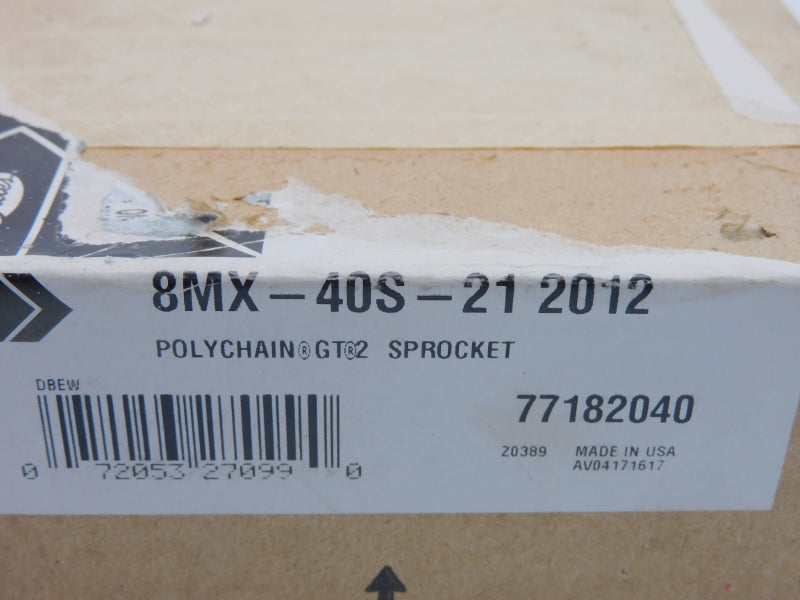 8MX-40S-21 2012
POLYCHAIN®GT®2 SPROCKET
DBEW
77182040
0 72053 27099 0
Z0389 MADE IN USA
AV04171617